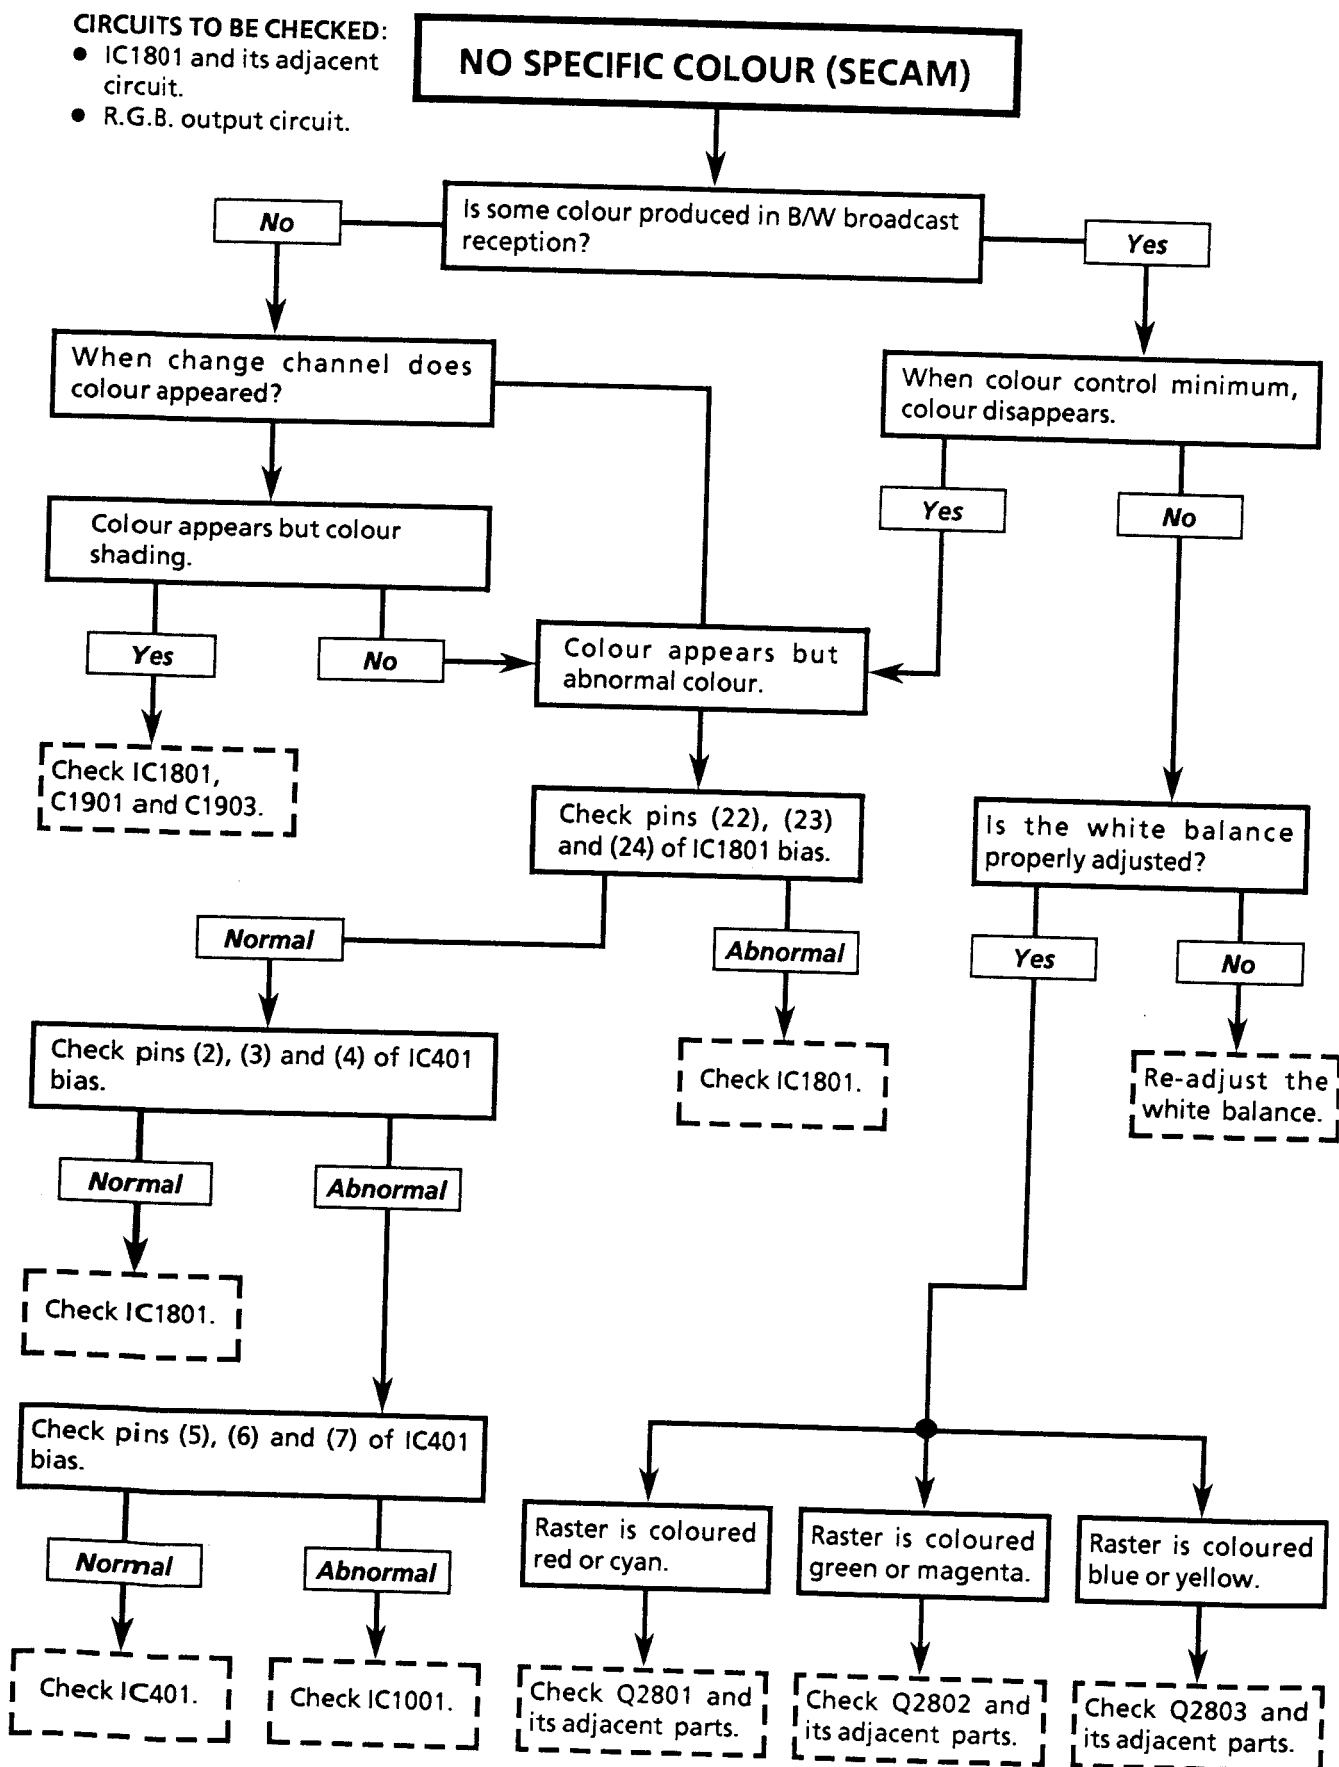 CIRCUITS TO BE CHECKED:
● IC1801 and its adjacent
circuit.
● R.G.B. output circuit.
NO SPECIFIC COLOUR (SECAM)
Is some colour produced in B/W broadcast
reception?
No
Yes
When change channel does
colour appeared?
When colour control minimum,
colour disappears.
Colour appears but colour
shading.
Yes
No
Yes
No
Colour appears but
abnormal colour.
Check IC1801,
C1901 and C1903.
Check pins (22), (23)
and (24) of IC1801 bias.
Is the white balance
properly adjusted?
Normal
Abnormal
Yes
No
Check pins (2), (3) and (4) of IC401
bias.
Check IC1801.
Re-adjust the
white balance.
Normal
Abnormal
Check IC1801.
Check pins (5), (6) and (7) of IC401
bias.
Normal
Abnormal
Raster is coloured
red or cyan.
Raster is coloured
green or magenta.
Raster is coloured
blue or yellow.
Check IC401.
Check IC1001.
Check Q2801 and
its adjacent parts.
Check Q2802 and
its adjacent parts.
Check Q2803 and
its adjacent parts.